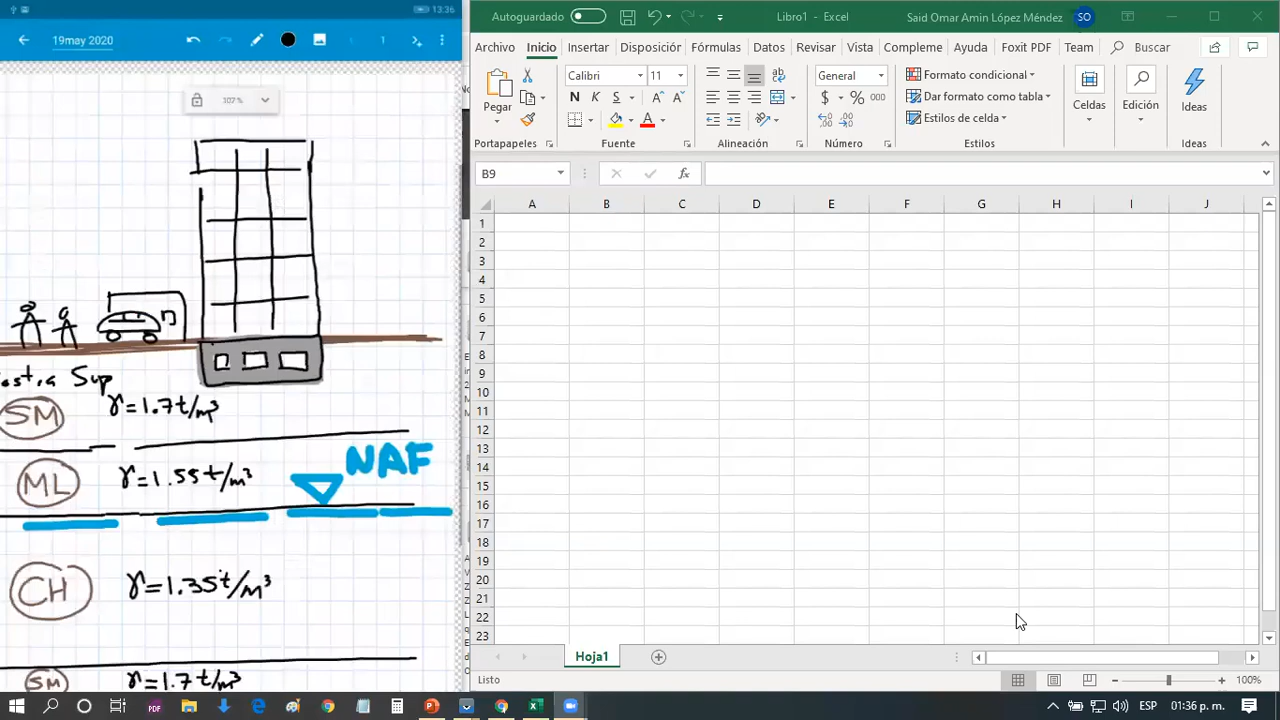 13:36
19may 2020
1
302%
Sup
SM
γ=1.7t/m³
ML
γ=1.55t/m³
NAF
CH
γ=1.35t/m³
SM
γ=1.7t/m³
Autoguardado
Libro1 - Excel
Said Omar Amin López Méndez
SO
Archivo Inicio Insertar Disposición Fórmulas Datos Revisar Vista Compleme Ayuda Foxit PDF Team Buscar
Pegar
Calibri 11
N K S
General
$ % 000
Formato condicional
Dar formato como tabla
Estilos de celda
Celdas
Edición
Ideas
Portapapeles Fuente Alineación Número Estilos Ideas
B9
fx
A B C D E F G H I J
1
2
3
4
5
6
7
8
9
10
11
12
13
14
15
16
17
18
19
20
21
22
23
Hoja1
Listo
100%
ESP
01:36 p. m.